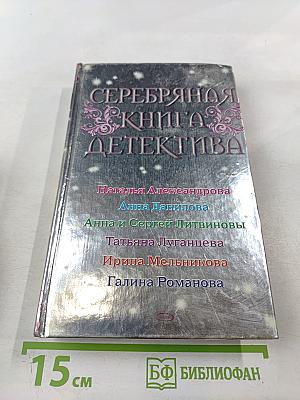 СЕРЕБРЯНАЯ
КНИГА
ДЕТЕКТИВА
Наталья Александрова
Анна Данилова
Анна и Сергей Литвиновы
Татьяна Луганцева
Ирина Мельникова
Галина Романова
15 см
БФ БИБЛИОФАН